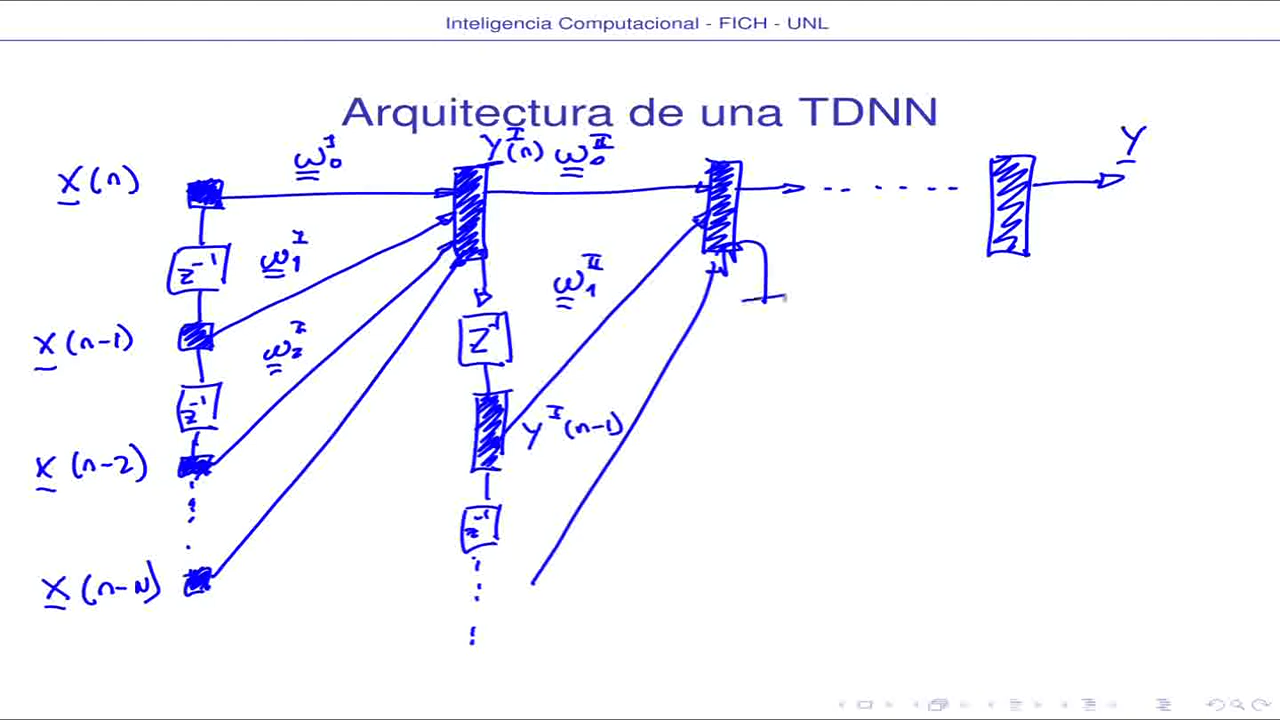 Inteligencia Computacional - FICH - UNL
Arquitectura de una TDNN
x(n)
ω₀ᴵ
yᴵ(n)
ω₀ᴵᴵ
y
z⁻¹
ω₁ᴵ
ω₁ᴵᴵ
x(n-1)
ω₂ᴵ
z⁻¹
z⁻¹
yᴵ(n-1)
x(n-2)
z⁻¹
x(n-N)